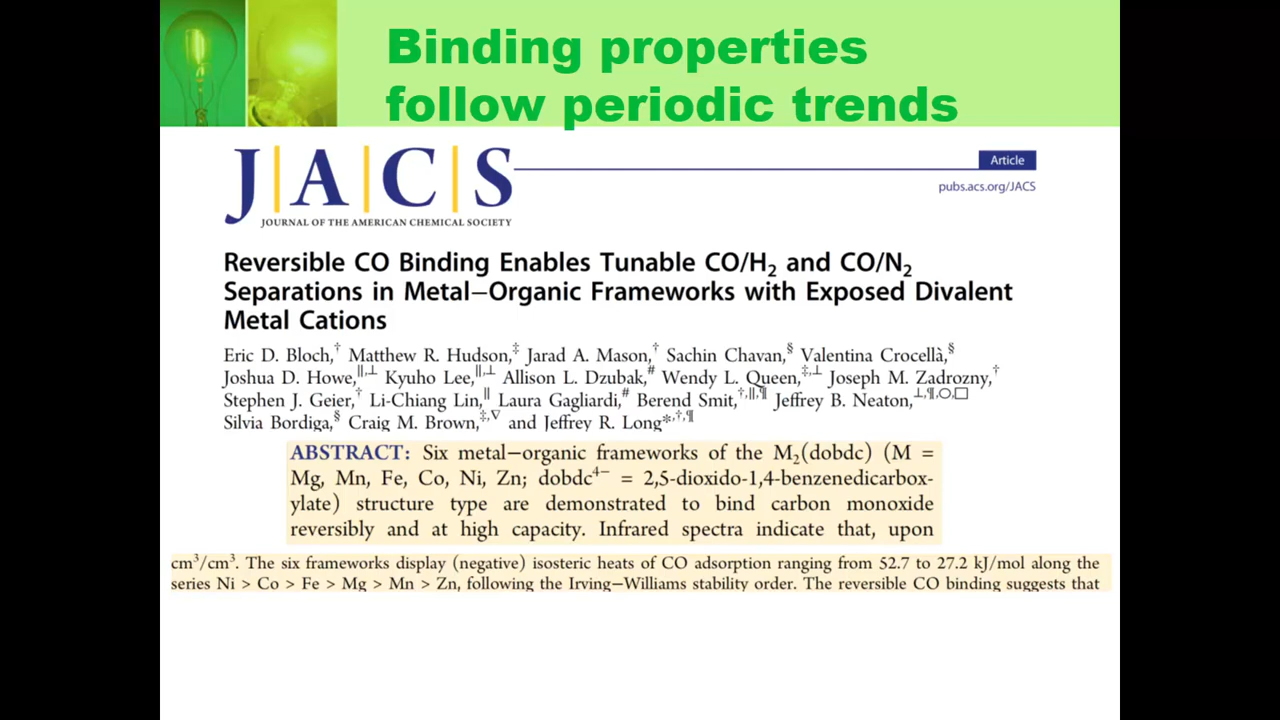 Binding properties
follow periodic trends
J|A|C|S
JOURNAL OF THE AMERICAN CHEMICAL SOCIETY
Article
pubs.acs.org/JACS
Reversible CO Binding Enables Tunable CO/H₂ and CO/N₂
Separations in Metal−Organic Frameworks with Exposed Divalent
Metal Cations
Eric D. Bloch,† Matthew R. Hudson,‡ Jarad A. Mason,† Sachin Chavan,§ Valentina Crocellà,§
Joshua D. Howe,∥,⊥ Kyuho Lee,∥,⊥ Allison L. Dzubak,# Wendy L. Queen,‡,⊥ Joseph M. Zadrozny,†
Stephen J. Geier,† Li-Chiang Lin,∥ Laura Gagliardi,# Berend Smit,†,∥,¶ Jeffrey B. Neaton,⊥,¶,○,□
Silvia Bordiga,§ Craig M. Brown,‡,∇ and Jeffrey R. Long*,†,¶
ABSTRACT: Six metal−organic frameworks of the M₂(dobdc) (M =
Mg, Mn, Fe, Co, Ni, Zn; dobdc⁴⁻ = 2,5-dioxido-1,4-benzenedicarbox-
ylate) structure type are demonstrated to bind carbon monoxide
reversibly and at high capacity. Infrared spectra indicate that, upon
cm³/cm³. The six frameworks display (negative) isosteric heats of CO adsorption ranging from 52.7 to 27.2 kJ/mol along the
series Ni > Co > Fe > Mg > Mn > Zn, following the Irving−Williams stability order. The reversible CO binding suggests that